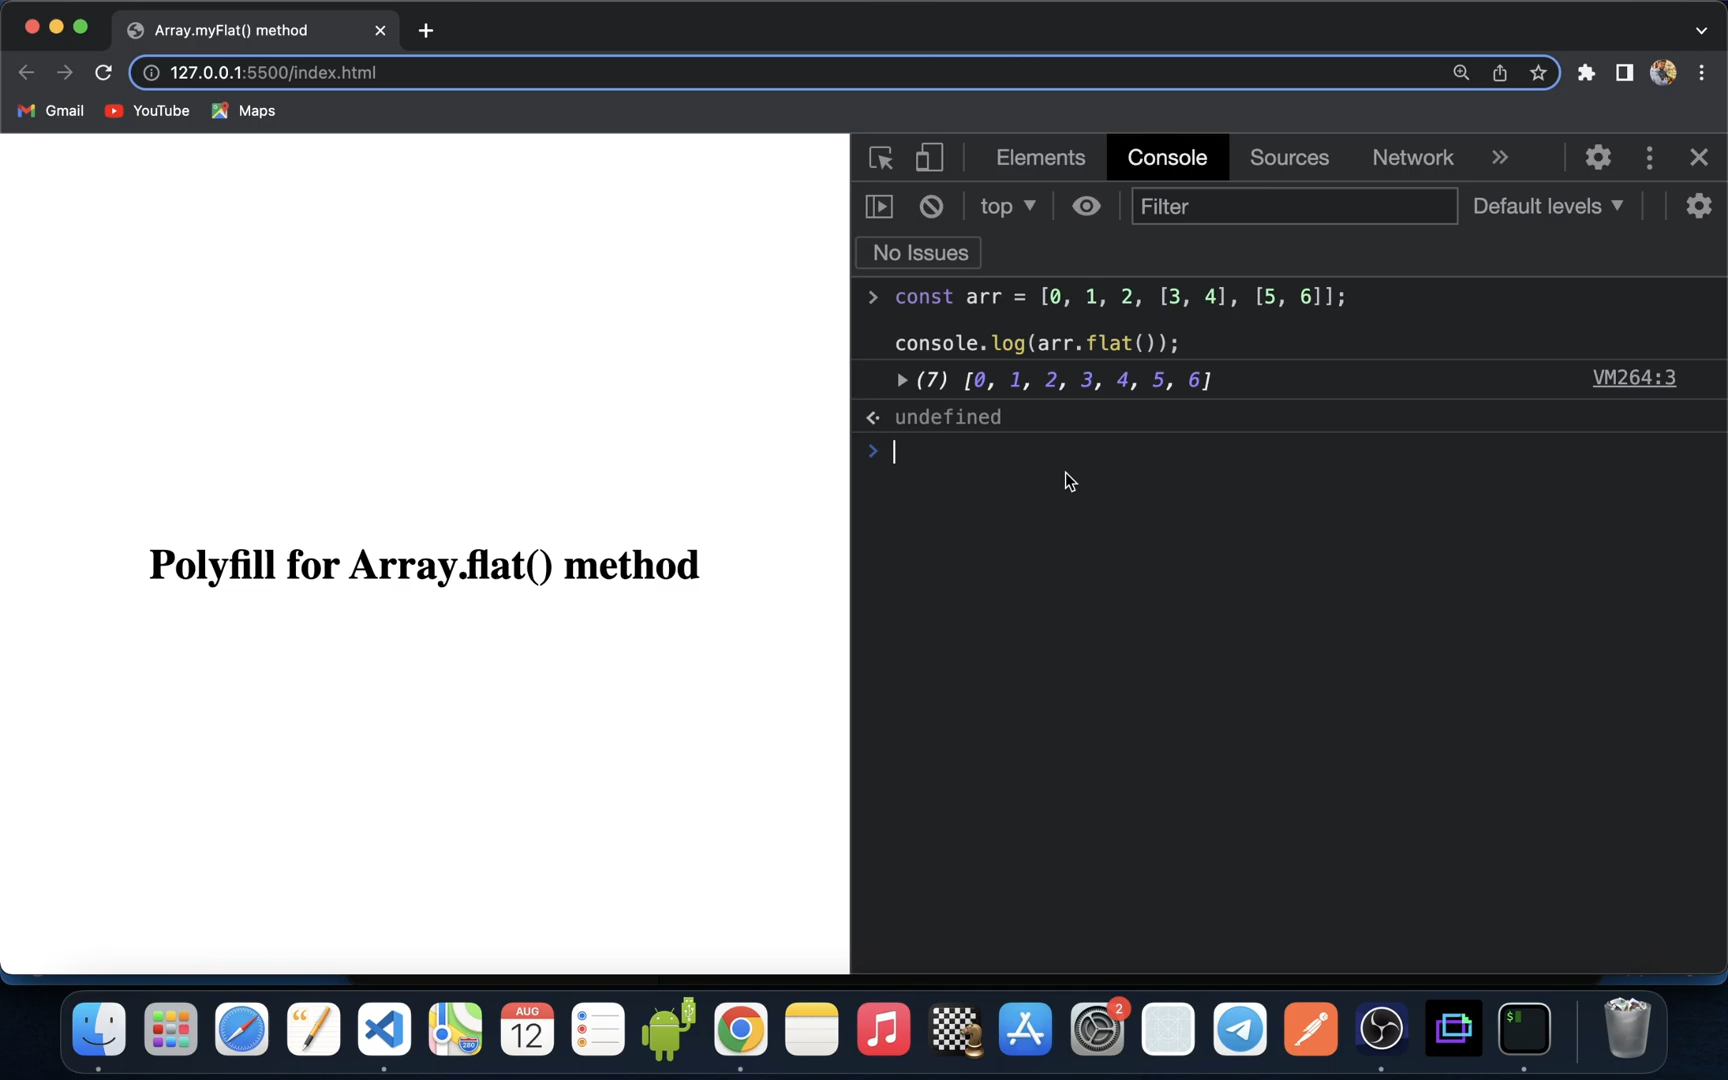 Array.myFlat() method
127.0.0.1:5500/index.html
Gmail YouTube Maps
Elements Console Sources Network »
top Filter Default levels
No Issues
> const arr = [0, 1, 2, [3, 4], [5, 6]];
console.log(arr.flat());
(7) [0, 1, 2, 3, 4, 5, 6] VM264:3
undefined
>
Polyfill for Array.flat() method
AUG
12
280
2
$